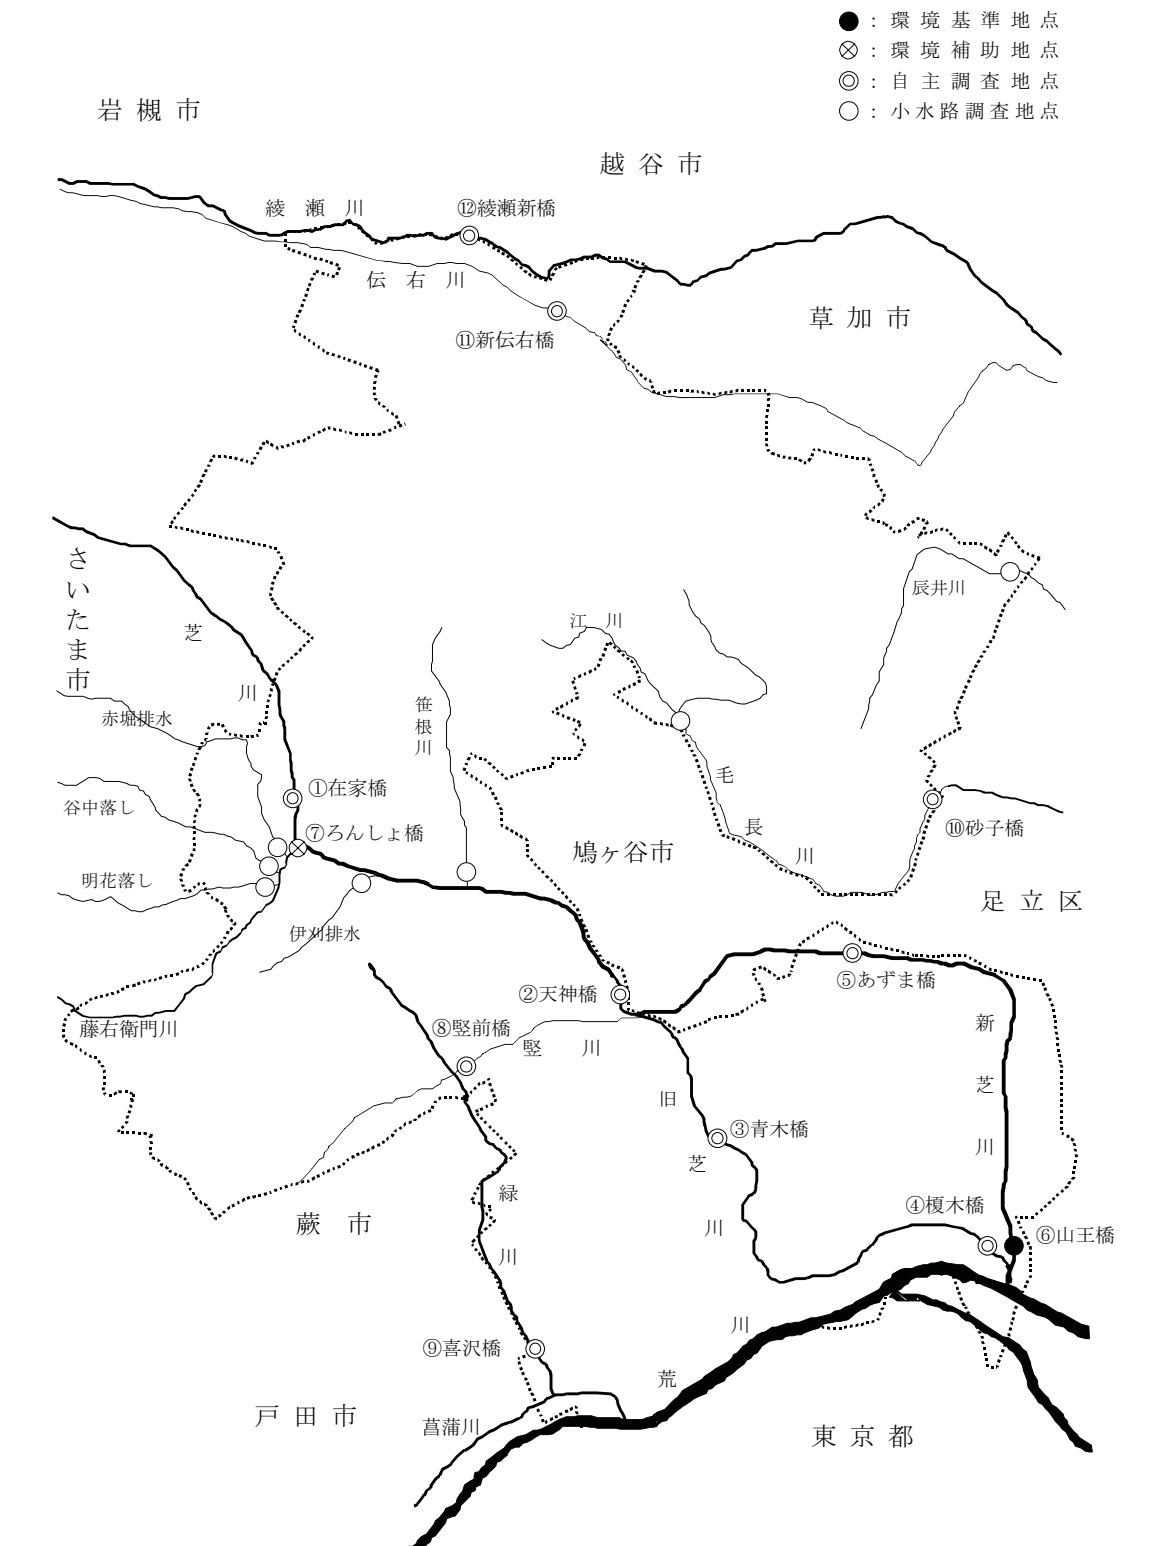 ●：環境基準地点
⊗：環境補助地点
◎：自主調査地点
○：小水路調査地点
岩槻市
越谷市
綾瀬川
⑫綾瀬新橋
伝右川
草加市
⑪新伝右橋
さいたま市
芝川
辰井川
江川
赤堀排水
笹根川
①在家橋
毛長川
谷中落し
⑦ろんしょ橋
⑩砂子橋
鳩ヶ谷市
明花落し
足立区
伊刈排水
⑤あずま橋
②天神橋
藤右衛門川
⑧竪前橋
竪川
新芝川
旧芝川
③青木橋
緑川
④榎木橋
蕨市
⑥山王橋
荒川
⑨喜沢橋
戸田市
菖蒲川
東京都